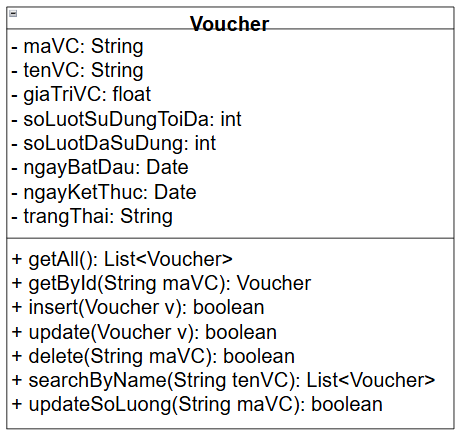 Voucher
- maVC: String
- tenVC: String
- giaTriVC: float
- soLuotSuDungToiDa: int
- soLuotDaSuDung: int
- ngayBatDau: Date
- ngayKetThuc: Date
- trangThai: String
+ getAll(): List<Voucher>
+ getById(String maVC): Voucher
+ insert(Voucher v): boolean
+ update(Voucher v): boolean
+ delete(String maVC): boolean
+ searchByName(String tenVC): List<Voucher>
+ updateSoLuong(String maVC): boolean